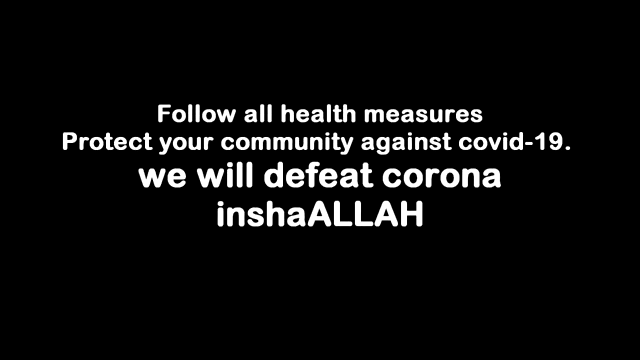 Follow all health measures
Protect your community against covid-19.
we will defeat corona
inshaALLAH